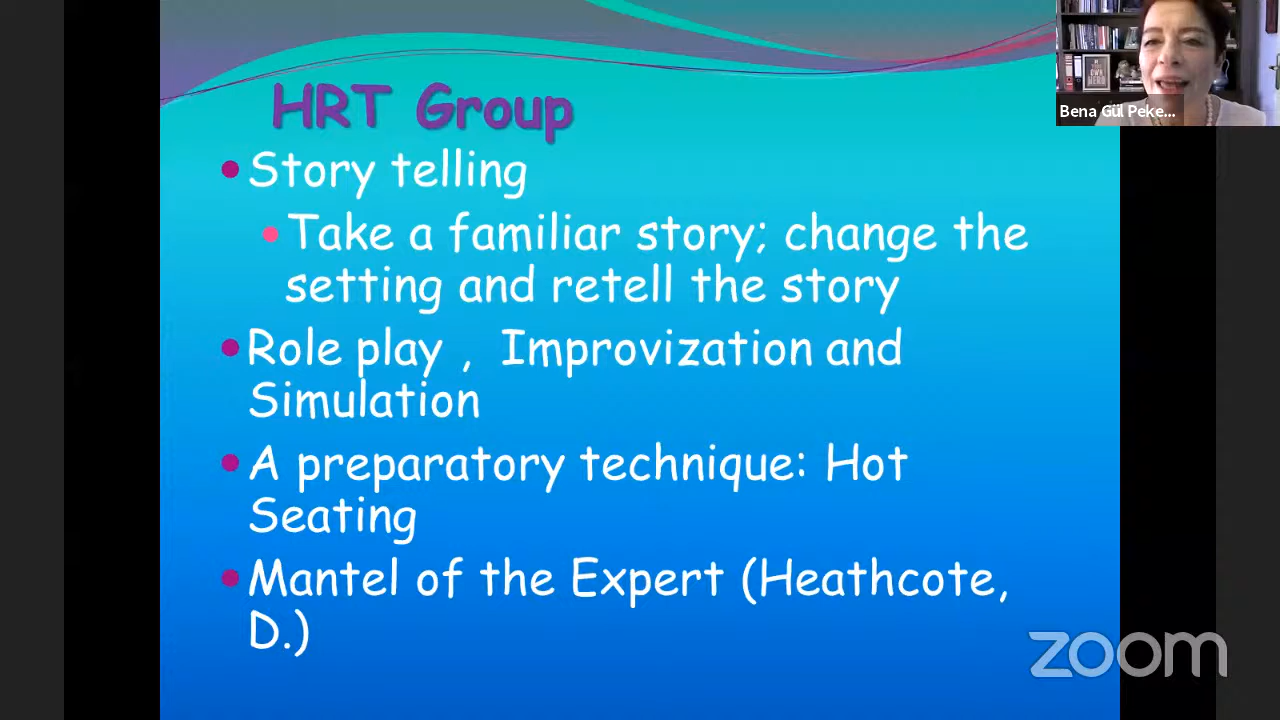 HRT Group
Story telling
Take a familiar story; change the
setting and retell the story
Role play , Improvization and
Simulation
A preparatory technique: Hot
Seating
Mantel of the Expert (Heathcote,
D.)
Bena Gül Peke...
zoom